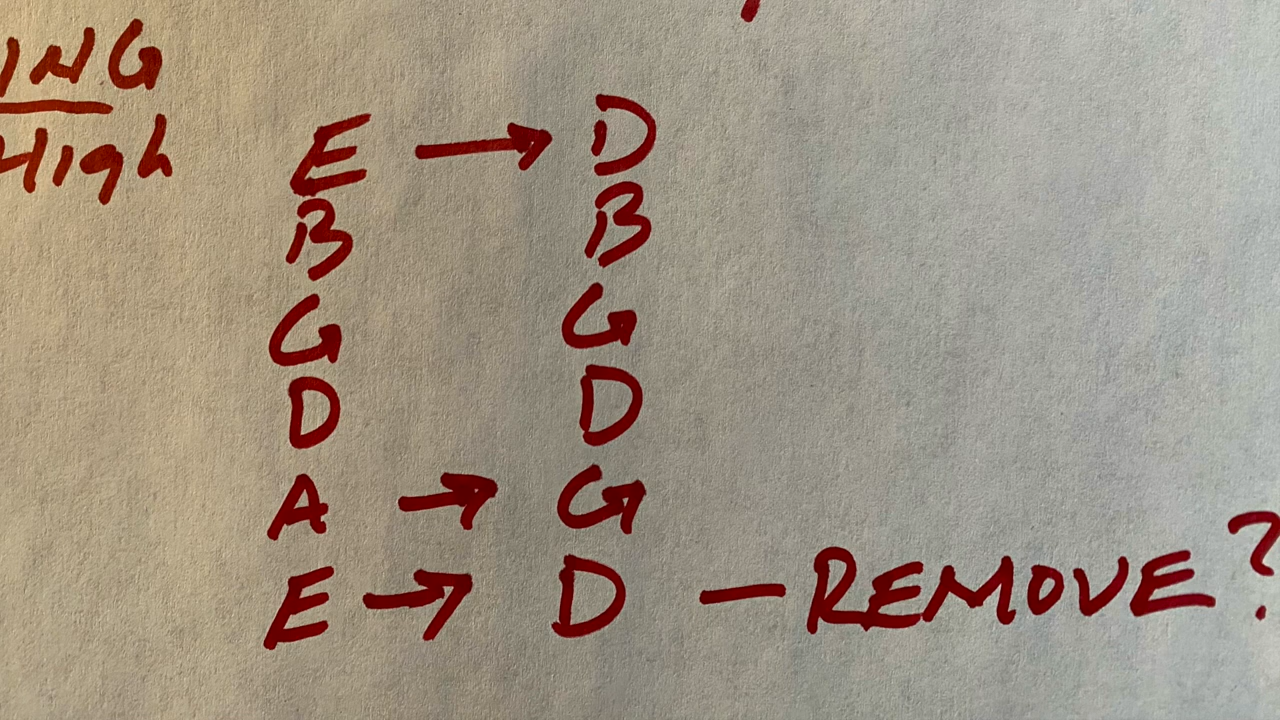 ING
High
E → D
B B
G G
D D
A → G
E → D — REMOVE?